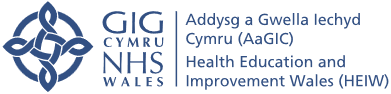 GIG
CYMRU
NHS
WALES
Addysg a Gwella Iechyd
Cymru (AaGIC)
Health Education and
Improvement Wales (HEIW)